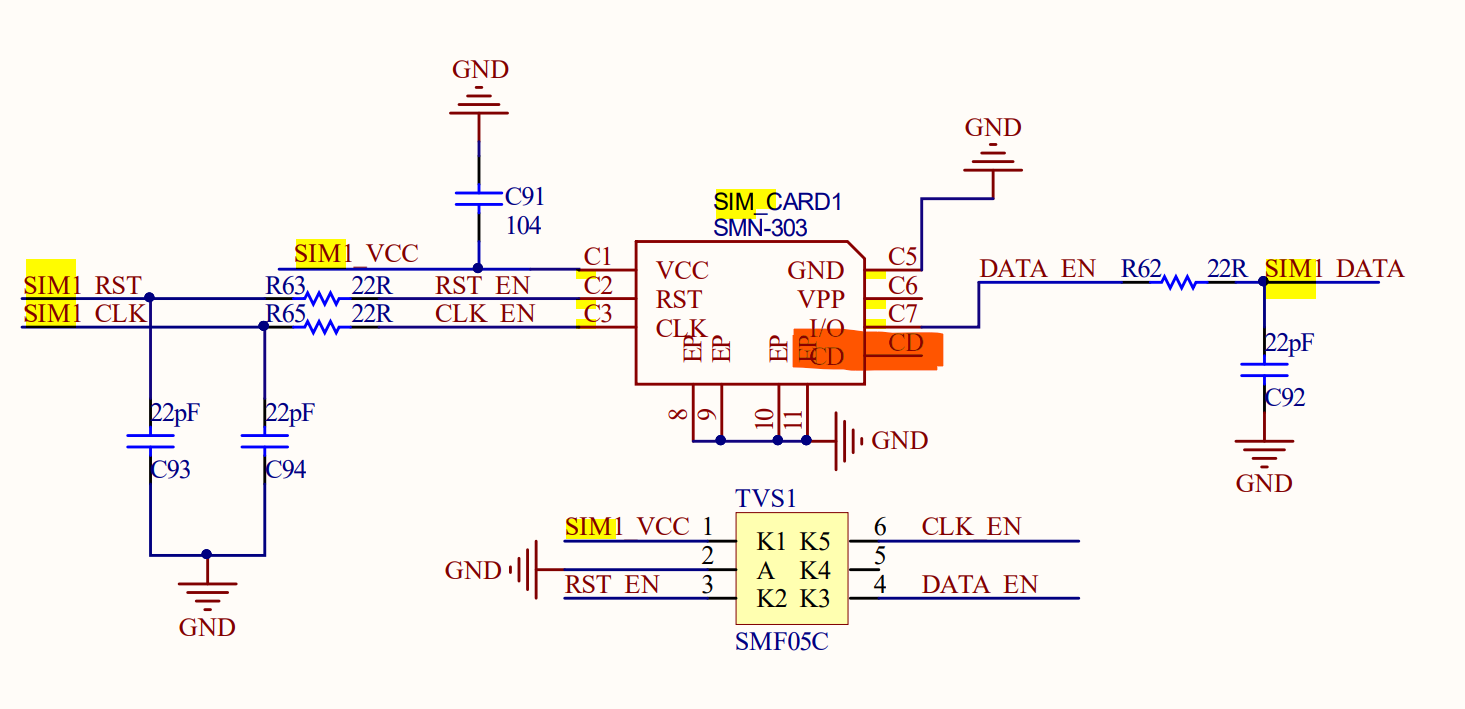 GND
GND
C91
104
SIM_CARD1
SMN-303
SIM1_VCC
SIM1_RST
R63
22R
RST_EN
SIM1_CLK
R65
22R
CLK_EN
C1
C2
C3
VCC
RST
CLK
GND
VPP
I/O
CD
EP
EP
EP
EP
C5
C6
C7
CD
8
9
10
11
GND
DATA_EN
R62
22R
SIM1_DATA
22pF
C92
GND
22pF
C93
22pF
C94
GND
TVS1
SIM1_VCC 1
K1 K5
6 CLK_EN
GND
2
A K4
5
RST_EN 3
K2 K3
4 DATA_EN
SMF05C